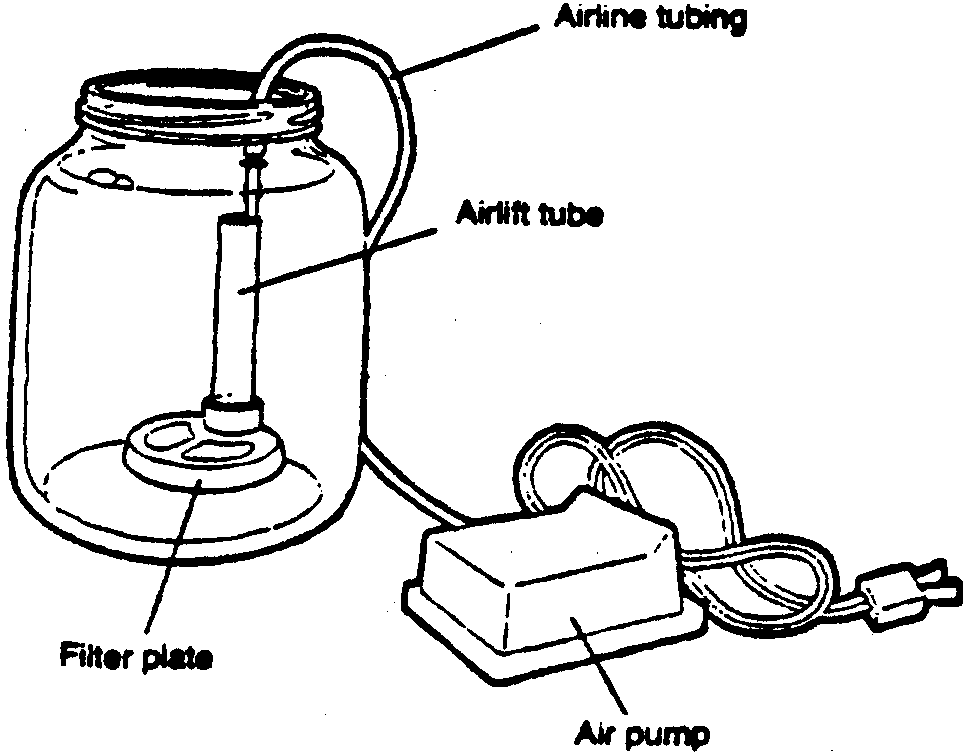 Airline tubing
Airlift tube
Filter plate
Air pump